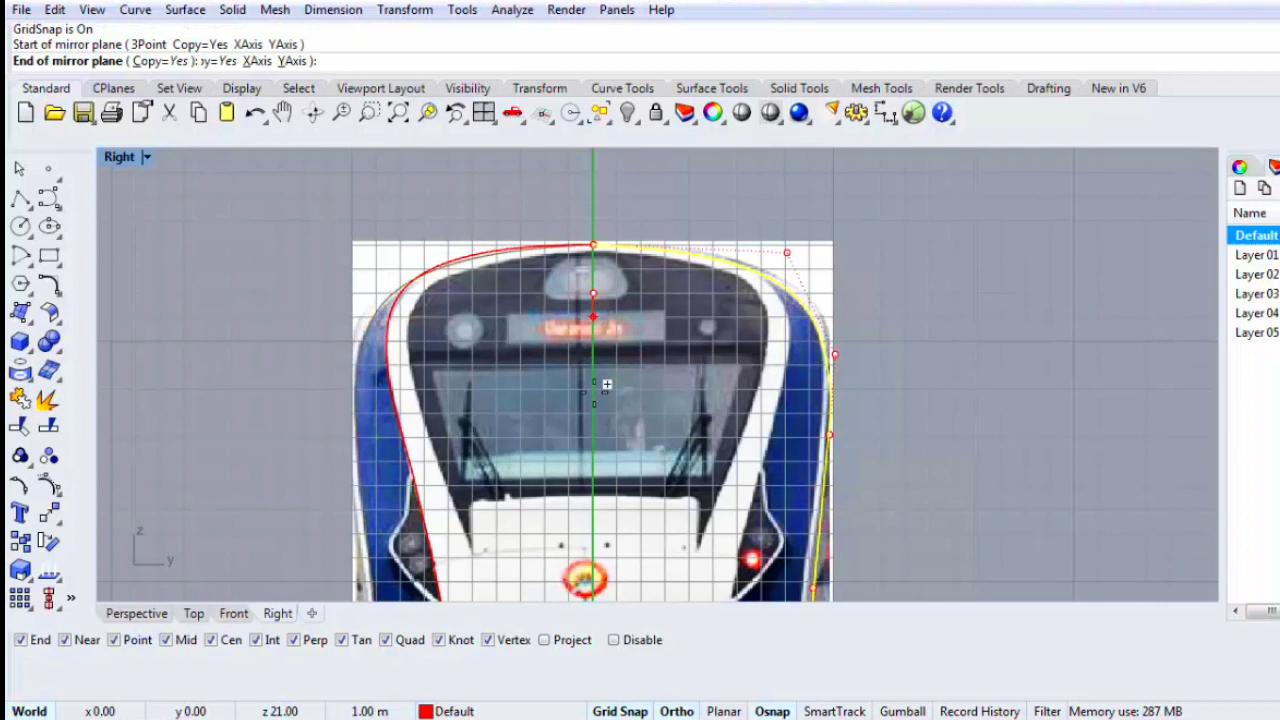 File Edit View Curve Surface Solid Mesh Dimension Transform Tools Analyze Render Panels Help
GridSnap is On
Start of mirror plane ( 3Point Copy=Yes XAxis YAxis )
End of mirror plane ( Copy=Yes ): ɔy=Yes XAxis YAxis ):
Standard CPlanes Set View Display Select Viewport Layout Visibility Transform Curve Tools Surface Tools Solid Tools Mesh Tools Render Tools Drafting New in V6
Right
Name
Default
Layer 01
Layer 02
Layer 03
Layer 04
Layer 05
z
y
Perspective Top Front Right
End Near Point Mid Cen Int Perp Tan Quad Knot Vertex Project Disable
World x 0.00 y 0.00 z 21.00 1.00 m Default Grid Snap Ortho Planar Osnap SmartTrack Gumball Record History Filter Memory use: 287 MB